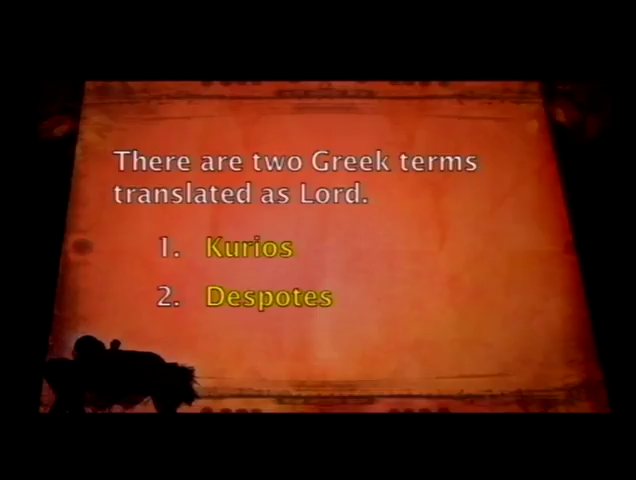 There are two Greek terms
translated as Lord.
1. Kurios
2. Despotes